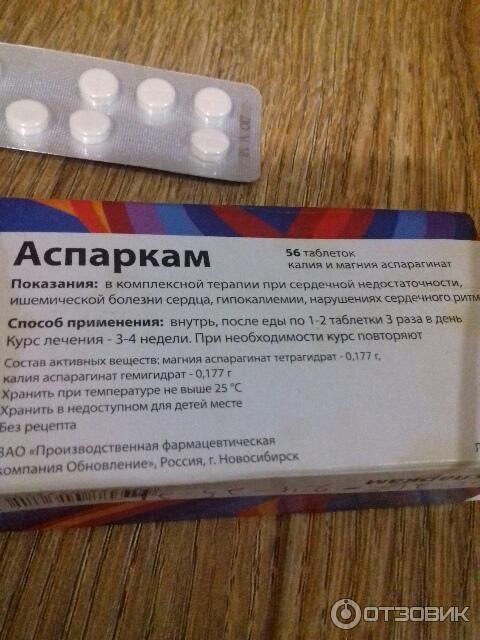 Аспаркам
56 таблеток
калия и магния аспарагинат
Показания: в комплексной терапии при сердечной недостаточности,
ишемической болезни сердца, гипокалиемии, нарушениях сердечного ритм
Способ применения: внутрь, после еды по 1-2 таблетки 3 раза в день
Курс лечения - 3-4 недели. При необходимости курс повторяют
Состав активных веществ: магния аспарагинат тетрагидрат - 0,177 г,
калия аспарагинат гемигидрат - 0,177 г
Хранить при температуре не выше 25 °C
Хранить в недоступном для детей месте
Без рецепта
ЗАО «Производственная фармацевтическая
компания Обновление», Россия, г. Новосибирск
ОТЗОВИК